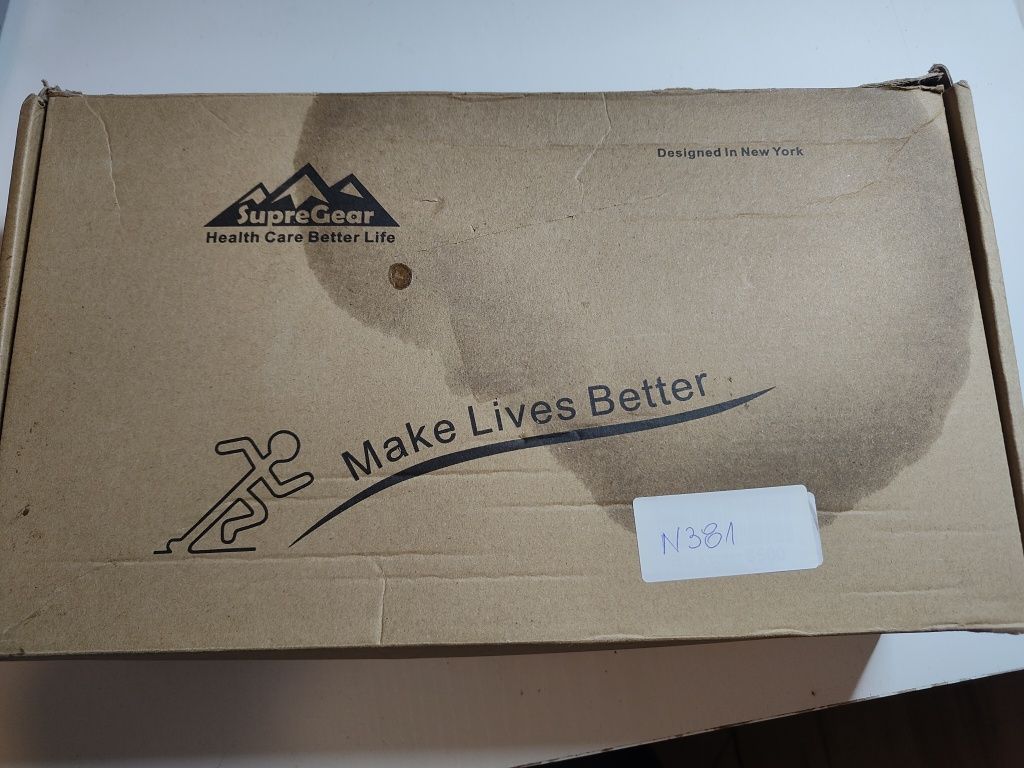 Designed In New York
SupreGear
Health Care Better Life
Make Lives Better
N381